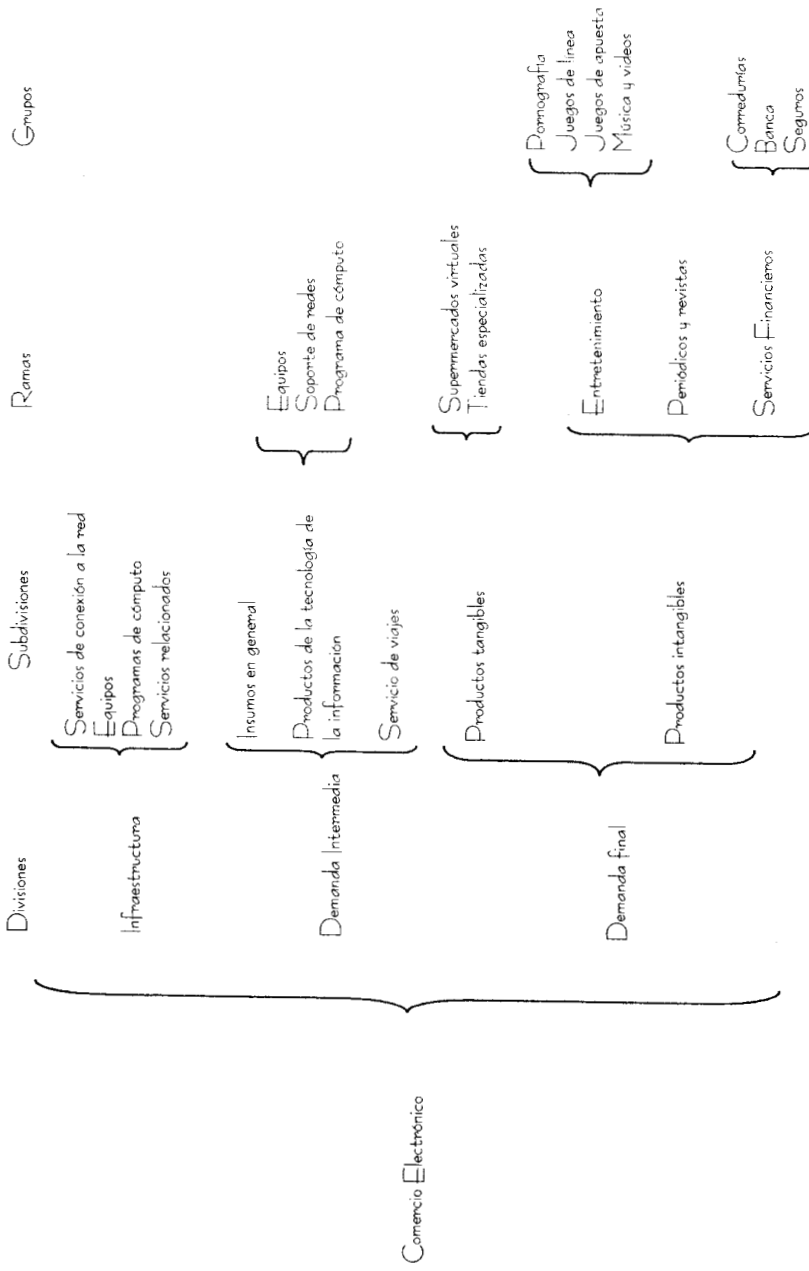 Divisiones
Subdivisiones
Ramas
Grupos
Comercio Electrónico
Infraestructura
Servicios de conexión a la red
Equipos
Programas de cómputo
Servicios relacionados
Demanda Intermedia
Insumos en general
Productos de la tecnología de
la información
Equipos
Soporte de redes
Programa de cómputo
Servicio de viajes
Demanda final
Productos tangibles
Supermercados virtuales
Tiendas especializadas
Productos intangibles
Entretenimiento
Pornografía
Juegos de linea
Juegos de apuesta
Música y videos
Periódicos y revistas
Servicios Financieros
Corredurías
Banca
Seguros